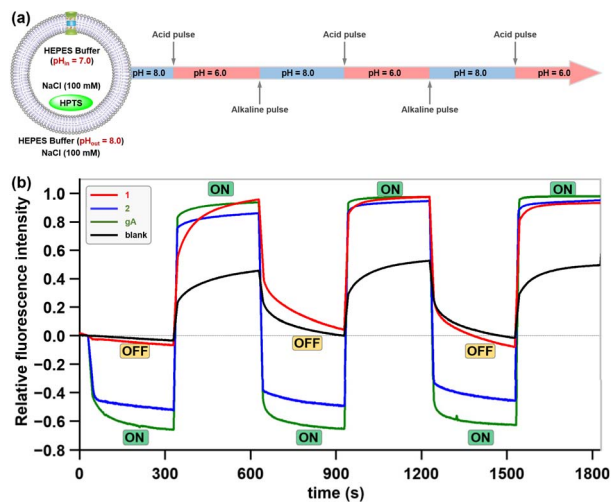 (a)
Acid pulse
Acid pulse
Acid pulse
HEPES Buffer
(pHin = 7.0)
NaCl (100 mM)
HPTS
pH = 8.0
pH = 6.0
pH = 8.0
pH = 6.0
pH = 8.0
pH = 6.0
Alkaline pulse
Alkaline pulse
HEPES Buffer (pHout = 8.0)
NaCl (100 mM)
(b)
Relative fluorescence intensity
1.0
0.8
0.6
0.4
0.2
0.0
−0.2
−0.4
−0.6
−0.8
1
2
gA
blank
ON
ON
ON
OFF
OFF
OFF
ON
ON
ON
0
300
600
900
1200
1500
1800
time (s)